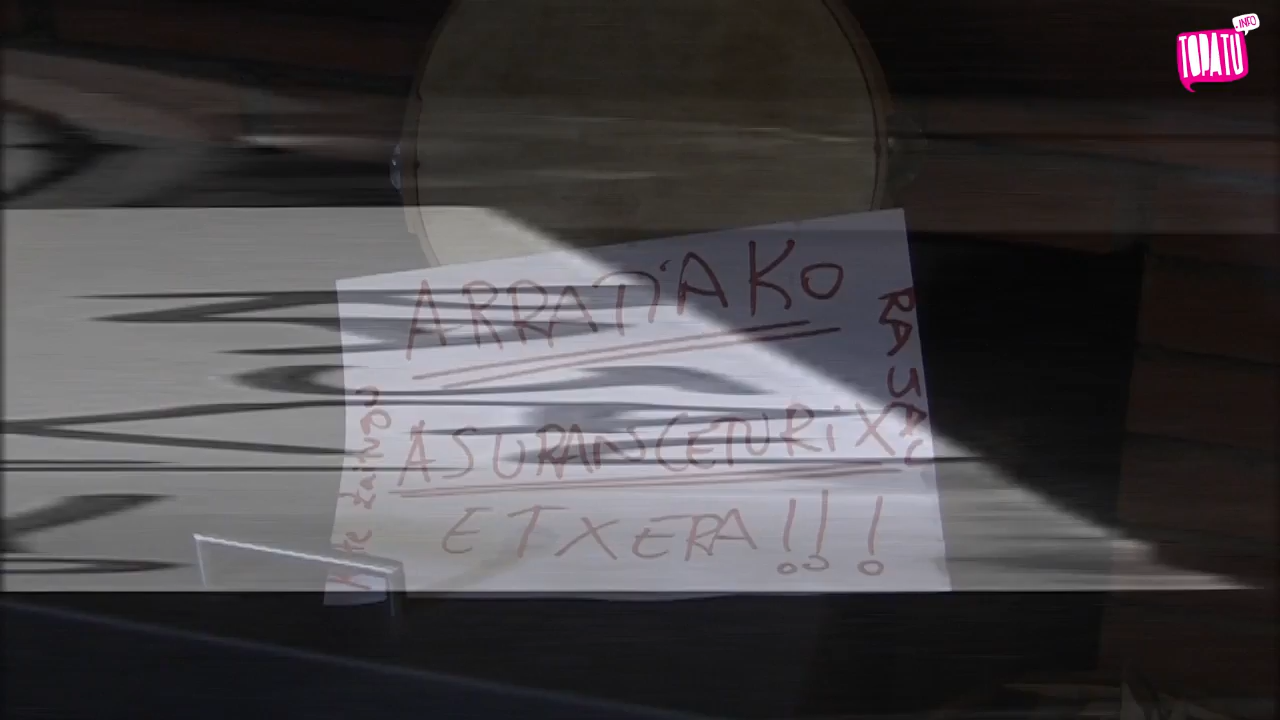 TOPATU
.INFO
ARRATIAKO
ASURANCETURIX
ETXERA!!!